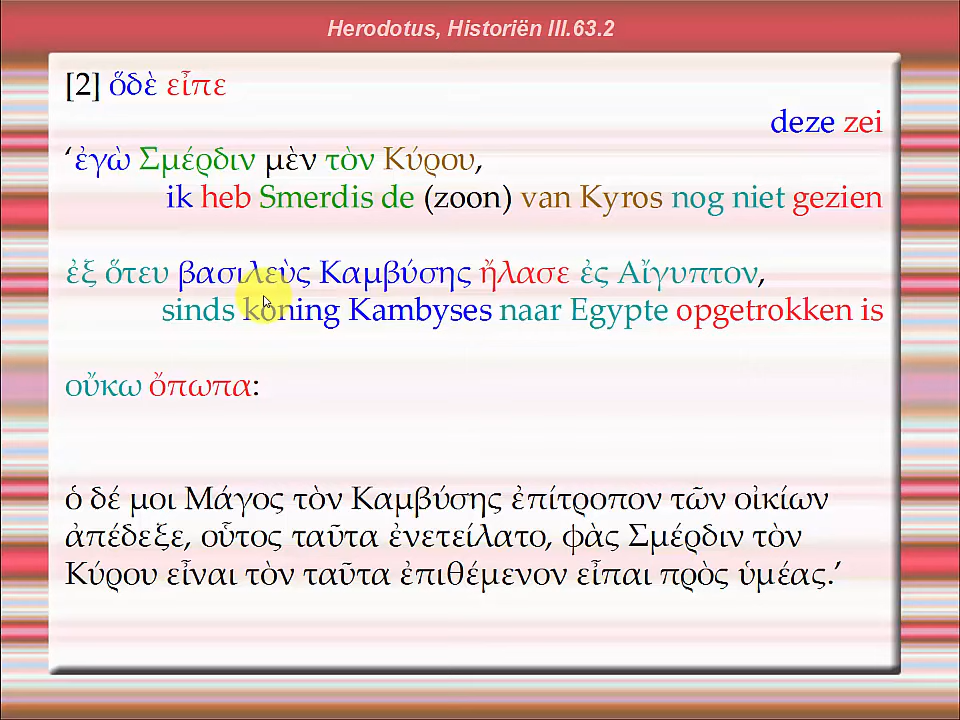 Herodotus, Historiën III.63.2
[2] ὅδὲ εἶπε
deze zei
‘ἐγὼ Σμέρδιν μὲν τὸν Κύρου,
ik heb Smerdis de (zoon) van Kyros nog niet gezien
ἐξ ὅτευ βασιλεὺς Καμβύσης ἤλασε ἐς Αἴγυπτον,
sinds koning Kambyses naar Egypte opgetrokken is
οὔκω ὄπωπα:
ὁ δέ μοι Μάγος τὸν Καμβύσης ἐπίτροπον τῶν οἰκίων
ἀπέδεξε, οὗτος ταῦτα ἐνετείλατο, φὰς Σμέρδιν τὸν
Κύρου εἶναι τὸν ταῦτα ἐπιθέμενον εἶπαι πρὸς ὑμέας.’